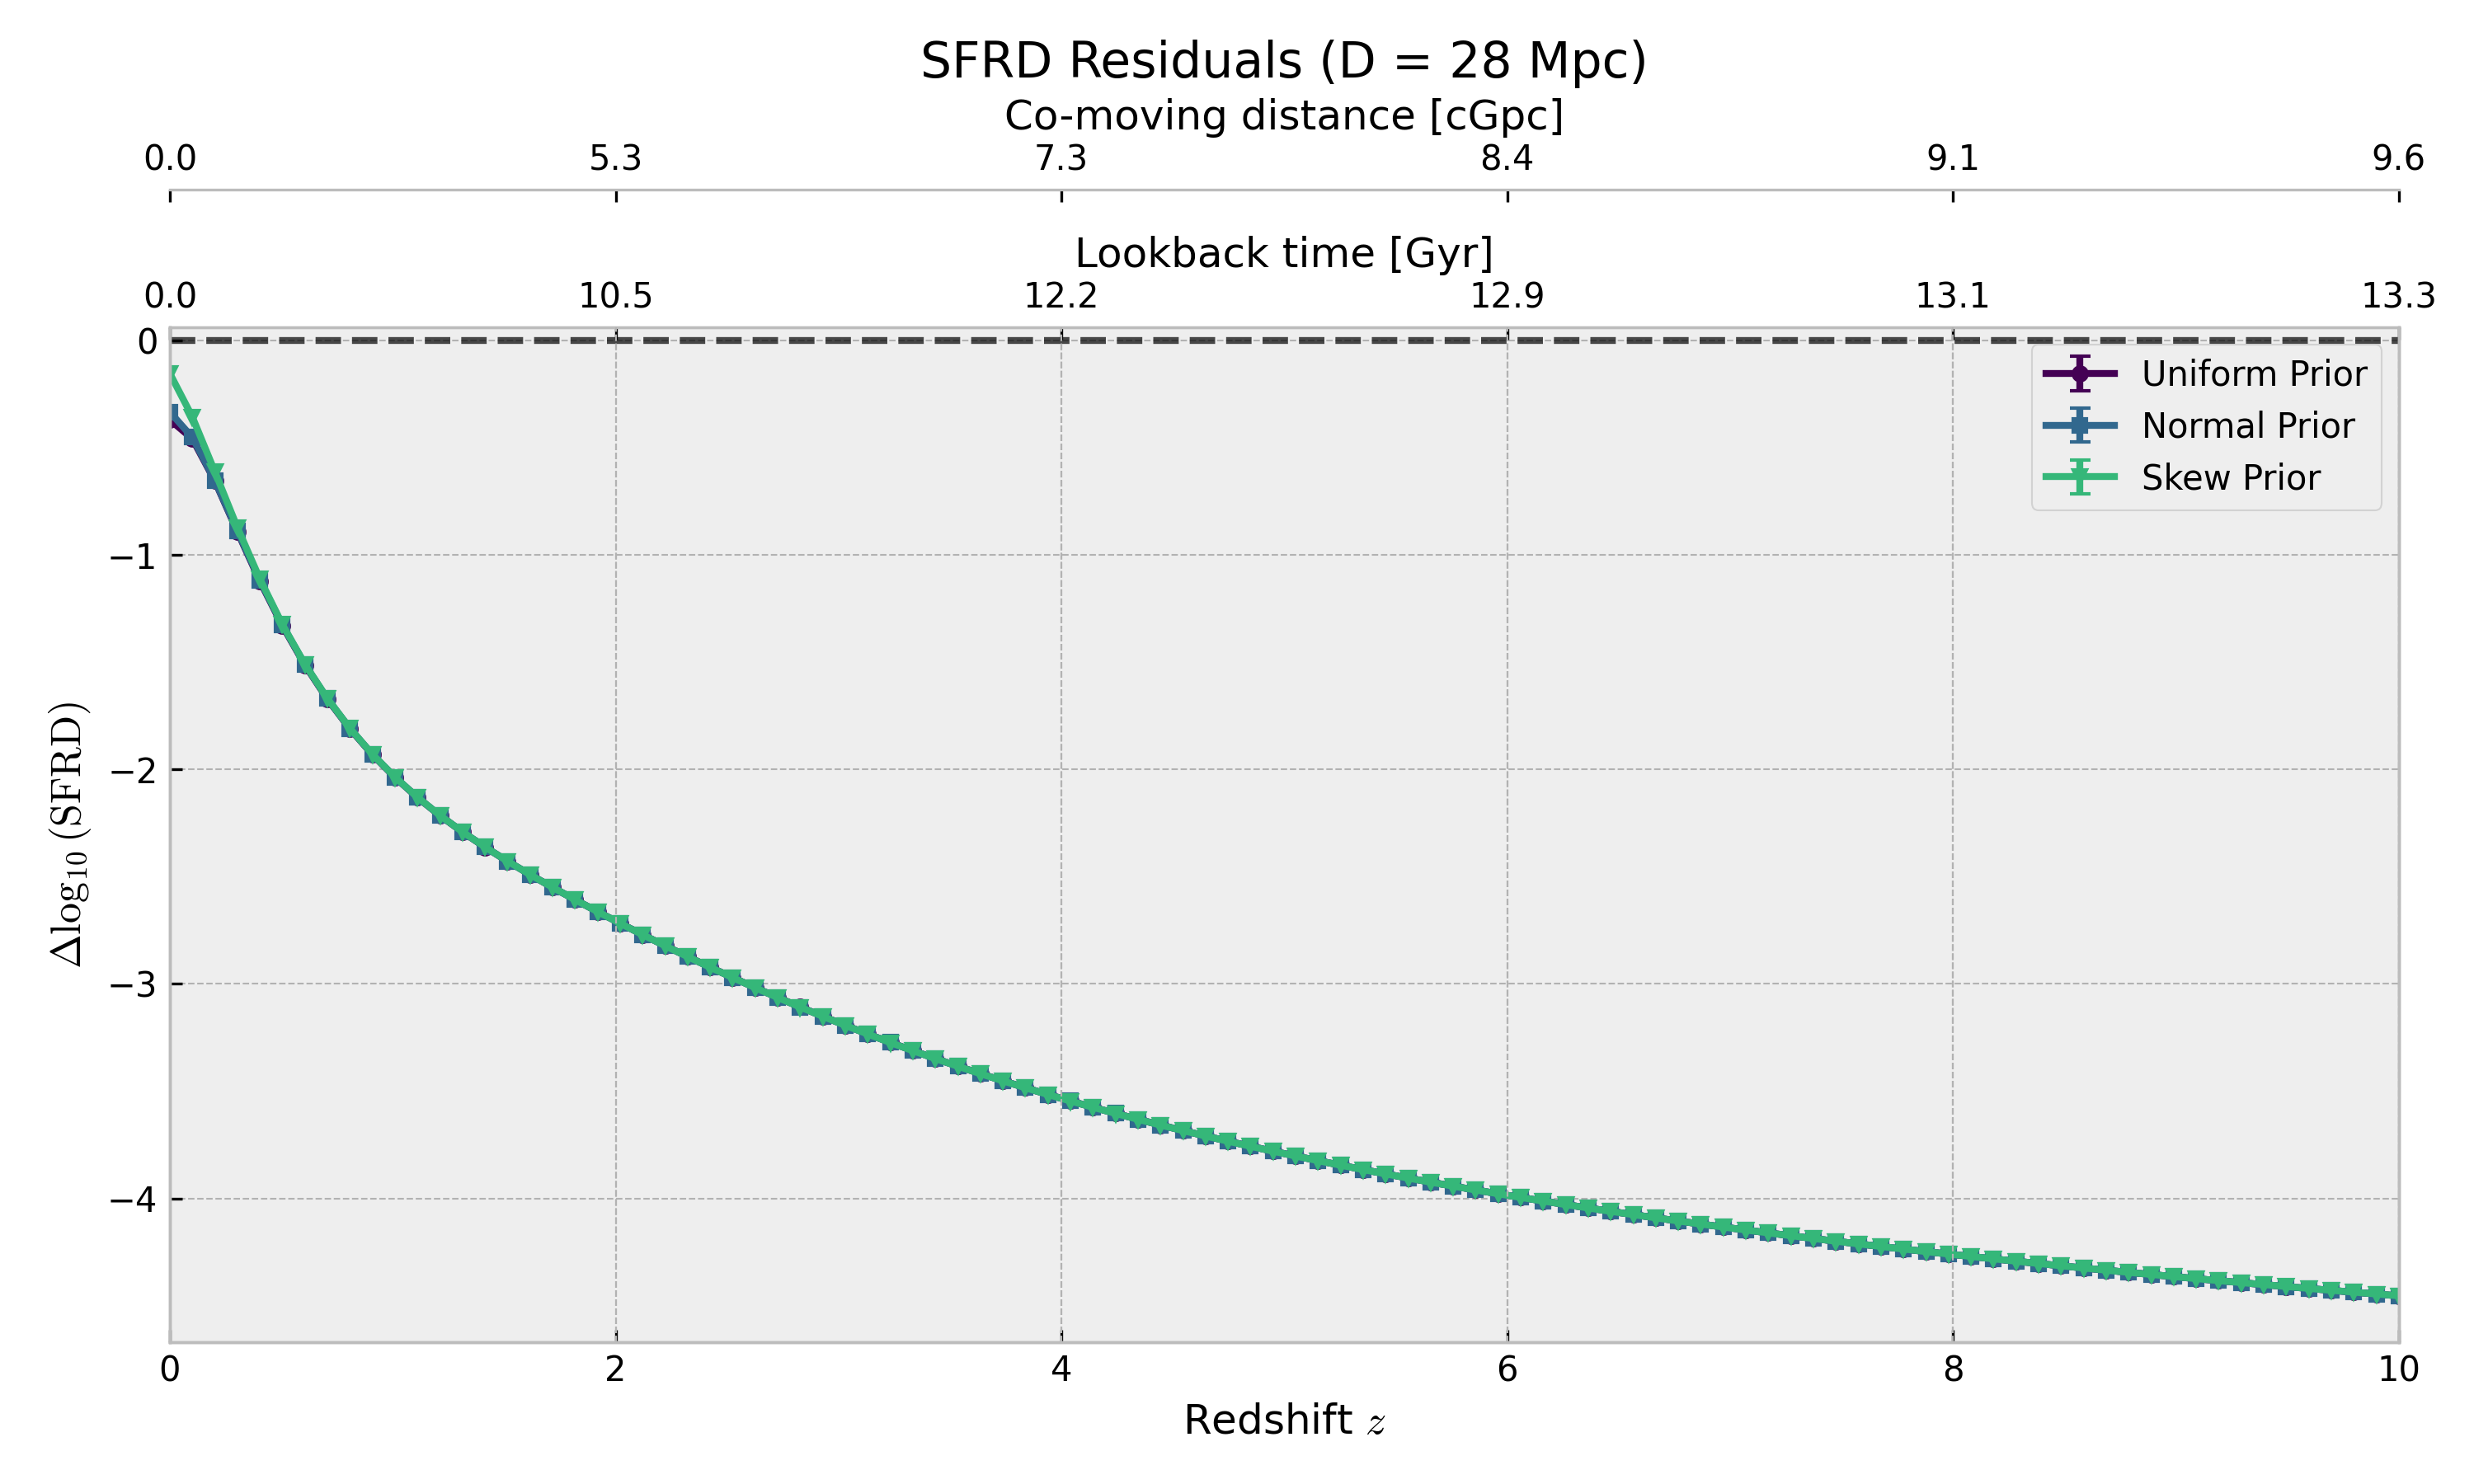 SFRD Residuals (D = 28 Mpc)
Co-moving distance [cGpc]
0.0 5.3 7.3 8.4 9.1 9.6
Lookback time [Gyr]
0.0 10.5 12.2 12.9 13.1 13.3
0
Uniform Prior
Normal Prior
Skew Prior
−1
−2
Δlog₁₀(SFRD)
−3
−4
0 2 4 6 8 10
Redshift z